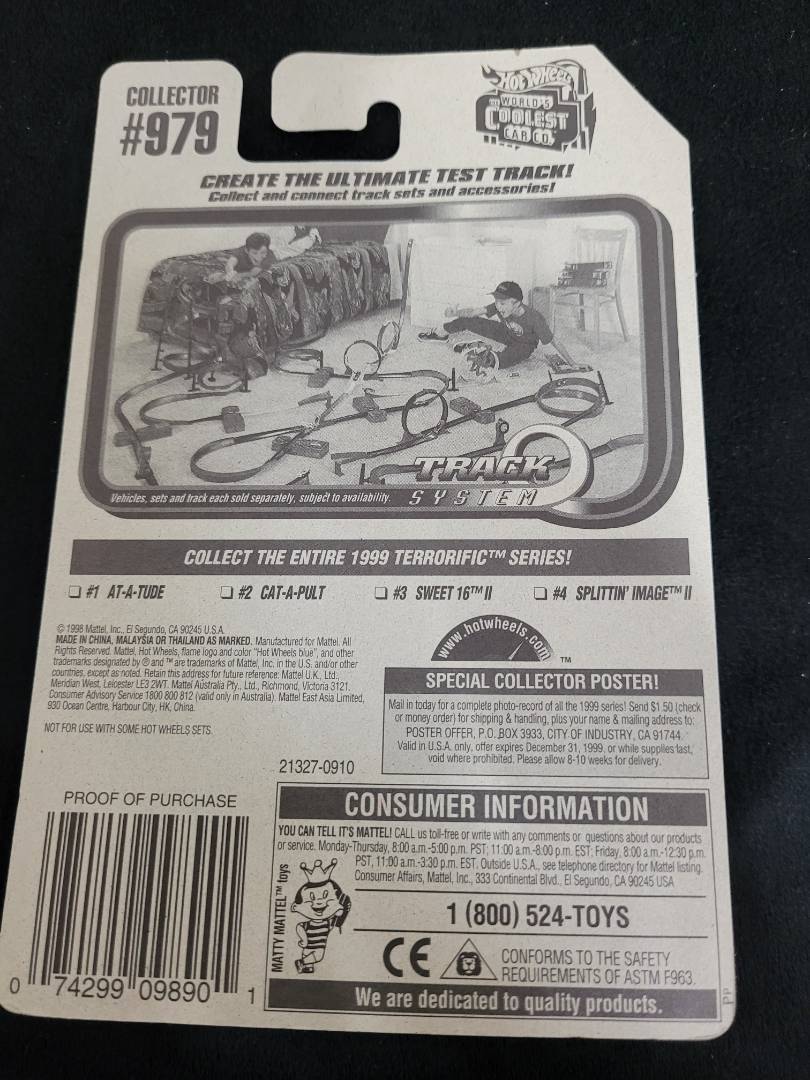 COLLECTOR
#979
Hot Wheels
WORLD'S
COOLEST
CAR CO.
CREATE THE ULTIMATE TEST TRACK!
Collect and connect track sets and accessories!
TRACK
SYSTEM
Vehicles, sets and track each sold separately, subject to availability.
COLLECT THE ENTIRE 1999 TERRORIFIC™ SERIES!
❏ #1 AT-A-TUDE ❏ #2 CAT-A-PULT ❏ #3 SWEET 16™ II ❏ #4 SPLITTIN' IMAGE™ II
© 1998 Mattel, Inc., El Segundo, CA 90245 U.S.A.
MADE IN CHINA, MALAYSIA OR THAILAND AS MARKED. Manufactured for Mattel. All
Rights Reserved. Mattel, Hot Wheels, flame logo and color "Hot Wheels blue", and other
trademarks designated by ® and ™ are trademarks of Mattel, Inc. in the U.S. and/or other
countries, except as noted. Retain this address for future reference: Mattel U.K., Ltd.,
Meridian West, Leicester LE3 2WT. Mattel Australia Pty., Ltd., Richmond, Victoria 3121.
Consumer Advisory Service 1800 800 812 (valid only in Australia). Mattel East Asia Limited,
930 Ocean Centre, Harbour City, HK, China.
NOT FOR USE WITH SOME HOT WHEELS SETS.
www.hotwheels.com
™
SPECIAL COLLECTOR POSTER!
Mail in today for a complete photo-record of all the 1999 series! Send $1.50 (check
or money order) for shipping & handling, plus your name & mailing address to:
POSTER OFFER, P.O. BOX 3933, CITY OF INDUSTRY, CA 91744.
Valid in U.S.A. only, offer expires December 31, 1999, or while supplies last,
void where prohibited. Please allow 8-10 weeks for delivery.
21327-0910
PROOF OF PURCHASE
0 74299 09890 1
CONSUMER INFORMATION
YOU CAN TELL IT'S MATTEL! CALL us toll-free or write with any comments or questions about our products
or service. Monday-Thursday, 8:00 a.m.-5:00 p.m. PST; 11:00 a.m.-8:00 p.m. EST; Friday, 8:00 a.m.-12:30 p.m.
PST, 11:00 a.m.-3:30 p.m. EST. Outside U.S.A., see telephone directory for Mattel listing.
Consumer Affairs, Mattel, Inc., 333 Continental Blvd., El Segundo, CA 90245 USA
MATTY MATTEL™ toys
1 (800) 524-TOYS
CE
CONFORMS TO THE SAFETY
REQUIREMENTS OF ASTM F963.
We are dedicated to quality products.
PP